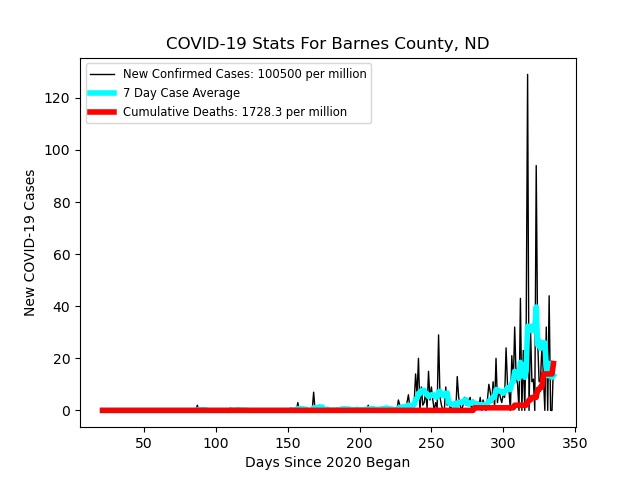 COVID-19 Stats For Barnes County, ND
New Confirmed Cases: 100500 per million
7 Day Case Average
Cumulative Deaths: 1728.3 per million
New COVID-19 Cases
120
100
80
60
40
20
0
50
100
150
200
250
300
350
Days Since 2020 Began